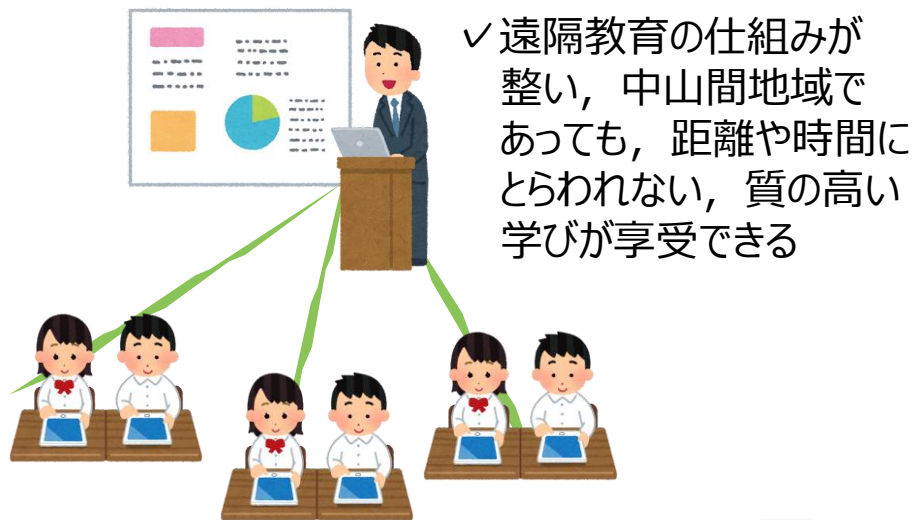 ✓遠隔教育の仕組みが
整い，中山間地域で
あっても，距離や時間に
とらわれない，質の高い
学びが享受できる